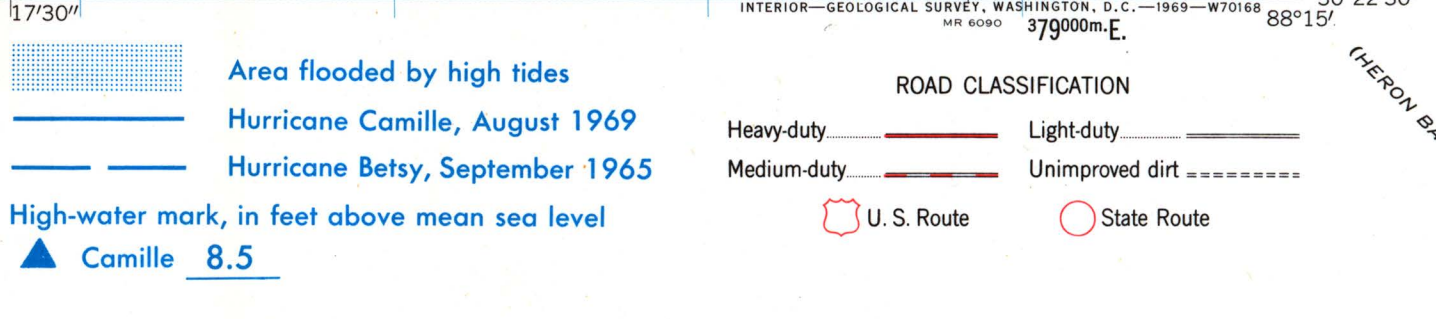 17'30"
INTERIOR—GEOLOGICAL SURVEY, WASHINGTON, D.C.—1969—W70168
MR 6090
379000m.E.
88°15'
(HERON
Area flooded by high tides
Hurricane Camille, August 1969
Hurricane Betsy, September 1965
High-water mark, in feet above mean sea level
Camille 8.5
ROAD CLASSIFICATION
Heavy-duty
Light-duty
Medium-duty
Unimproved dirt
U. S. Route
State Route